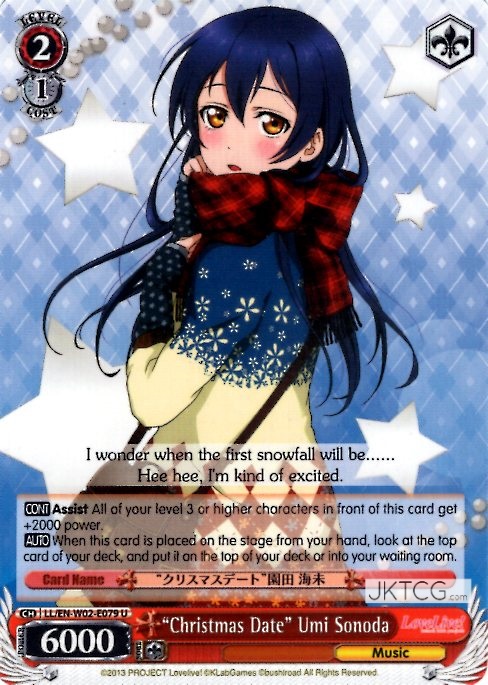 LEVEL
2
1
COST
I wonder when the first snowfall will be......
Hee hee, I'm kind of excited.
CONT Assist All of your level 3 or higher characters in front of this card get
+2000 power.
AUTO When this card is placed on the stage from your hand, look at the top
card of your deck, and put it on the top of your deck or into your waiting room.
Card Name
"クリスマスデート"園田 海未
JKTCG.com
CH LL/EN-W02-E079 U
POWER
6000
"Christmas Date" Umi Sonoda
LoveLive!
Music
©2013 PROJECT Lovelive! ©KLabGames ©bushiroad All Rights Reserved.